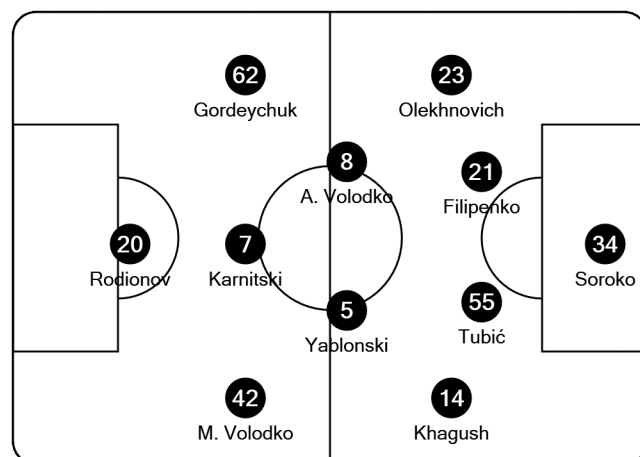 62
Gordeychuk
23
Olekhnovich
8
A. Volodko
21
Filipenko
20
Rodionov
7
Karnitski
34
Soroko
5
Yablonski
55
Tubić
42
M. Volodko
14
Khagush